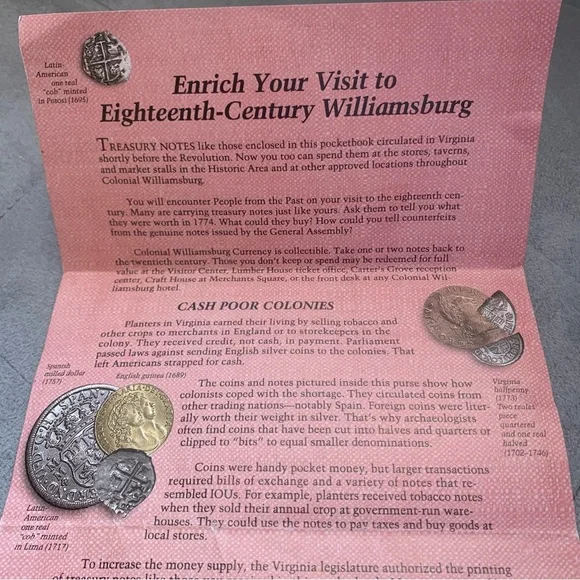 Latin-
American
one real
"cob" minted
in Potosi (1695)
Enrich Your Visit to
Eighteenth-Century Williamsburg
TREASURY NOTES like those enclosed in this pocketbook circulated in Virginia
shortly before the Revolution. Now you too can spend them at the stores, taverns,
and market stalls in the Historic Area and at other approved locations throughout
Colonial Williamsburg.
You will encounter People from the Past on your visit to the eighteenth cen-
tury. Many are carrying treasury notes just like yours. Ask them to tell you what
they were worth in 1774. What could they buy? How could you tell counterfeits
from the genuine notes issued by the General Assembly?
Colonial Williamsburg Currency is collectible. Take one or two notes back to
the twentieth century. Those you don't keep or spend may be redeemed for full
value at the Visitor Center, Lumber House ticket office, Carter's Grove reception
center, Craft House at Merchants Square, or the front desk at any Colonial Wil-
liamsburg hotel.
CASH POOR COLONIES
Planters in Virginia earned their living by selling tobacco and
other crops to merchants in England or to storekeepers in the
colony. They received credit, not cash, in payment. Parliament
passed laws against sending English silver coins to the colonies. That
left Americans strapped for cash.
Spanish
milled dollar
(1757)
English guinea (1689)
The coins and notes pictured inside this purse show how
colonists coped with the shortage. They circulated coins from
other trading nations—notably Spain. Foreign coins were liter-
ally worth their weight in silver. That's why archaeologists
often find coins that have been cut into halves and quarters or
clipped to "bits" to equal smaller denominations.
Virginia
halfpenny
(1773)
Two reales
piece
quartered
and one real
halved
(1702–1746)
Coins were handy pocket money, but larger transactions
required bills of exchange and a variety of notes that re-
sembled IOUs. For example, planters received tobacco notes
when they sold their annual crop at government-run ware-
houses. They could use the notes to pay taxes and buy goods at
local stores.
Latin-
American
one real
"cob" minted
in Lima (1717)
To increase the money supply, the Virginia legislature authorized the printing
of treasury notes like those